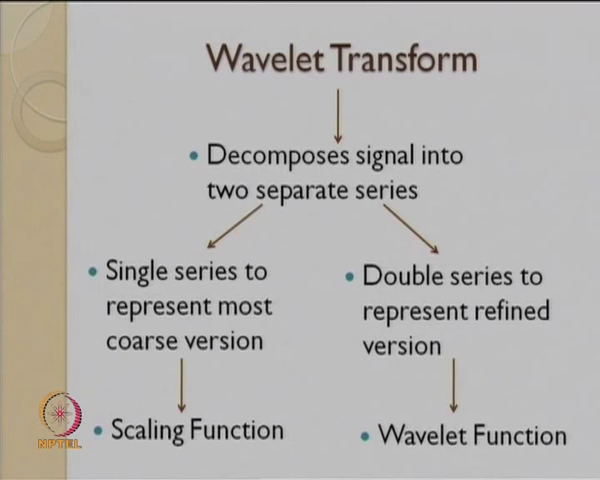 Wavelet Transform
• Decomposes signal into
two separate series
• Single series to
represent most
coarse version
• Double series to
represent refined
version
• Scaling Function
• Wavelet Function
NPTEL